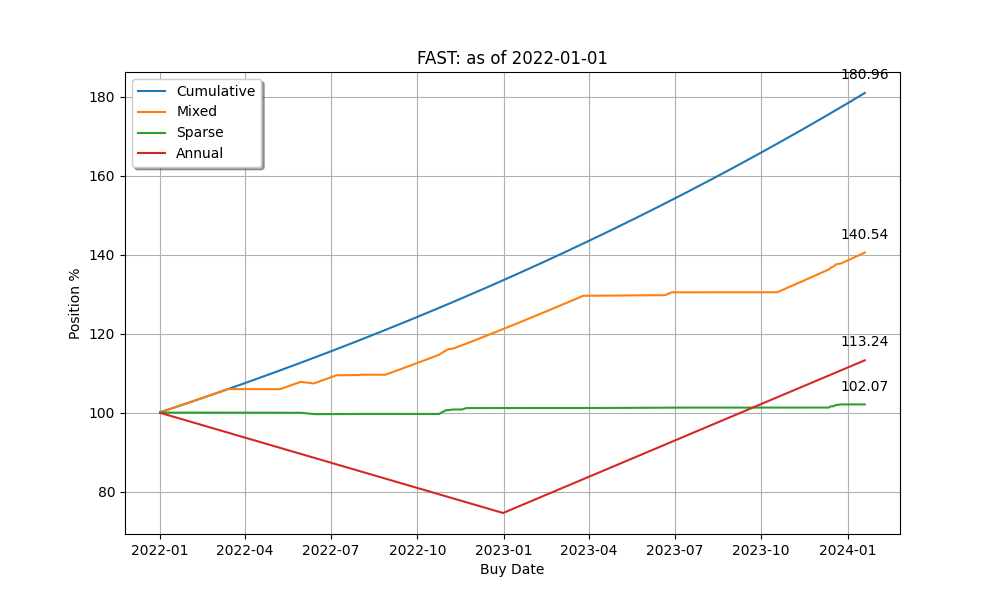 FAST: as of 2022-01-01
180.96
180
Cumulative
Mixed
Sparse
Annual
160
140.54
140
120
113.24
102.07
100
80
Position %
2022-01 2022-04 2022-07 2022-10 2023-01 2023-04 2023-07 2023-10 2024-01
Buy Date